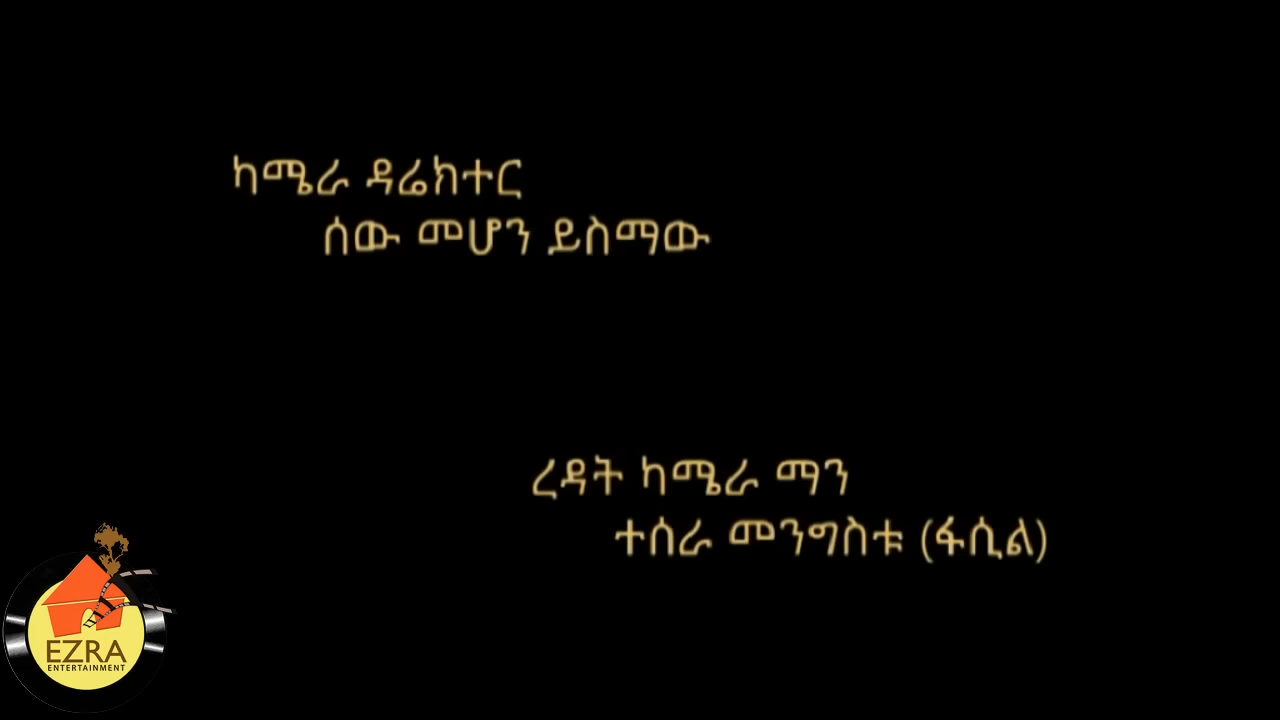 ካሜራ ዳሬክተር
ሰው መሆን ይስማው
ረዳት ካሜራ ማን
ተሰራ መንግስቱ (ፋሲል)
EZRA
ENTERTAINMENT